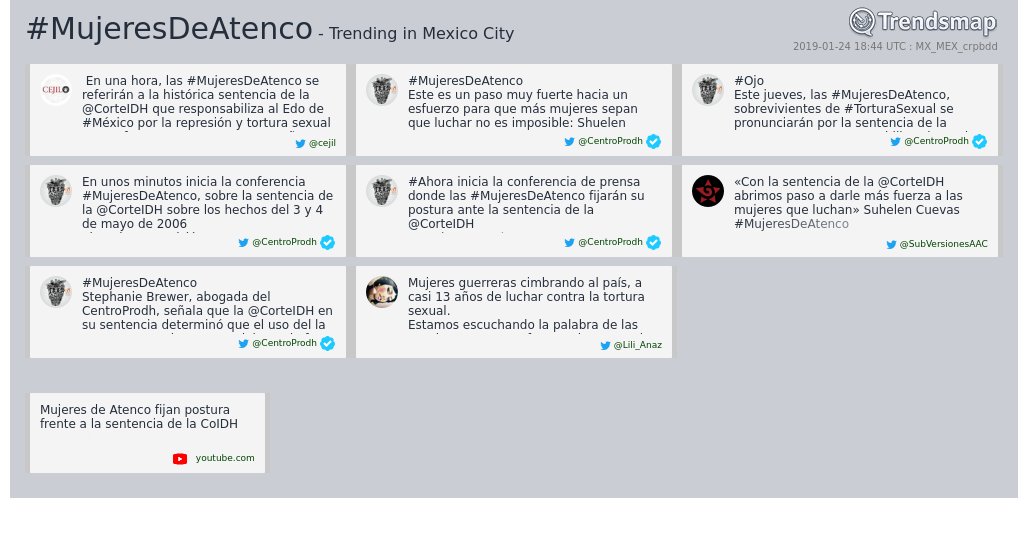 #MujeresDeAtenco - Trending in Mexico City
Trendsmap
2019-01-24 18:44 UTC : MX_MEX_crpbdd
En una hora, las #MujeresDeAtenco se
referirán a la histórica sentencia de la
@CorteIDH que responsabiliza al Edo de
#México por la represión y tortura sexual
CEJIL
@cejil
#MujeresDeAtenco
Este es un paso muy fuerte hacia un
esfuerzo para que más mujeres sepan
que luchar no es imposible: Shuelen
@CentroProdh
#Ojo
Este jueves, las #MujeresDeAtenco,
sobrevivientes de #TorturaSexual se
pronunciarán por la sentencia de la
@CentroProdh
En unos minutos inicia la conferencia
#MujeresDeAtenco, sobre la sentencia de
la @CorteIDH sobre los hechos del 3 y 4
de mayo de 2006
@CentroProdh
#Ahora inicia la conferencia de prensa
donde las #MujeresDeAtenco fijarán su
postura ante la sentencia de la
@CorteIDH
@CentroProdh
«Con la sentencia de la @CorteIDH
abrimos paso a darle más fuerza a las
mujeres que luchan» Suhelen Cuevas
#MujeresDeAtenco
@SubVersionesAAC
#MujeresDeAtenco
Stephanie Brewer, abogada del
CentroProdh, señala que la @CorteIDH en
su sentencia determinó que el uso del la
@CentroProdh
Mujeres guerreras cimbrando al país, a
casi 13 años de luchar contra la tortura
sexual.
Estamos escuchando la palabra de las
@Lili_Anaz
Mujeres de Atenco fijan postura
frente a la sentencia de la CoIDH
youtube.com